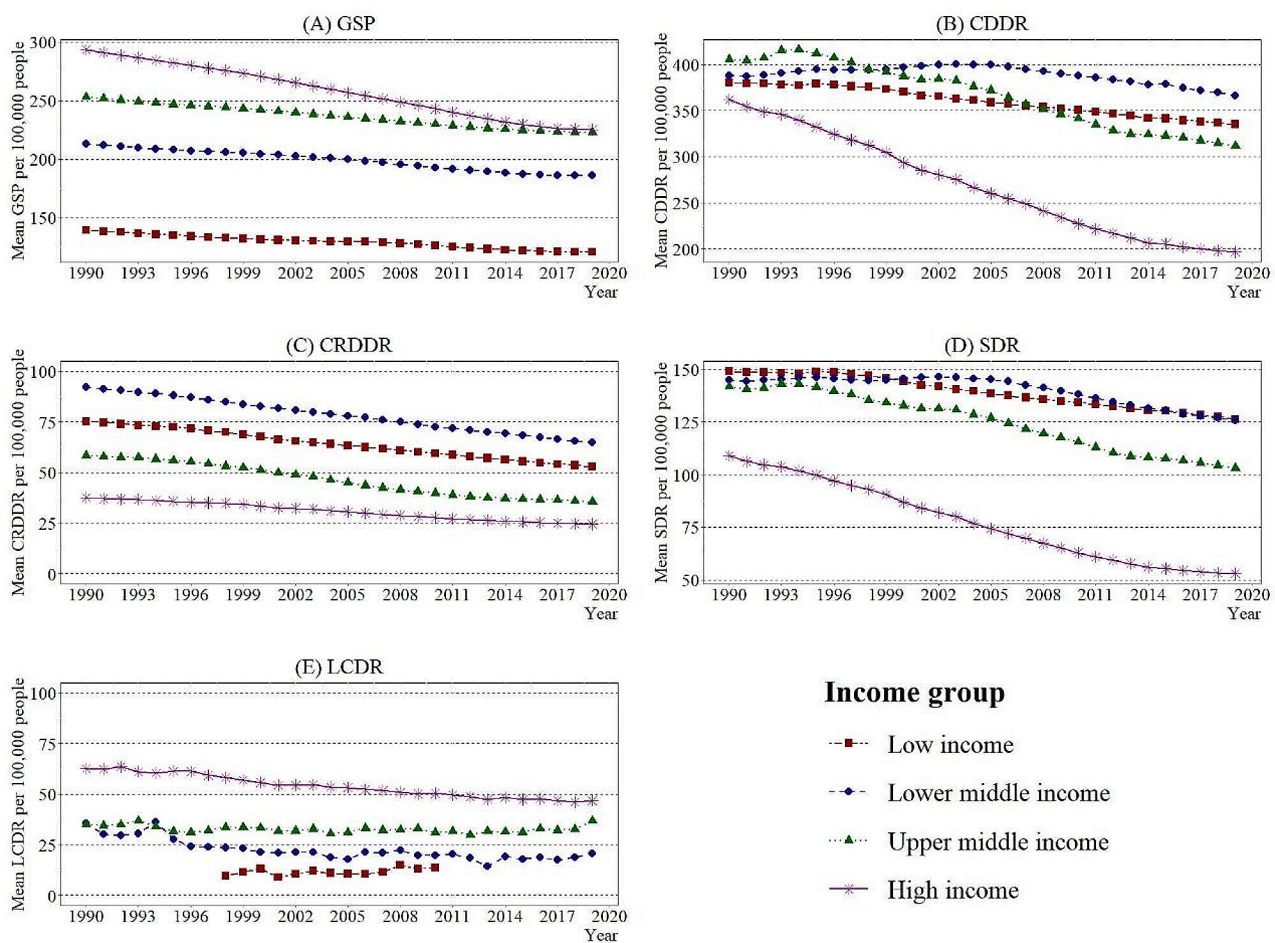 (A) GSP
Mean GSP per 100,000 people
300
250
200
150
1990 1993 1996 1999 2002 2005 2008 2011 2014 2017 2020
Year
(B) CDDR
Mean CDDR per 100,000 people
400
350
300
250
200
1990 1993 1996 1999 2002 2005 2008 2011 2014 2017 2020
Year
(C) CRDDR
Mean CRDDR per 100,000 people
100
75
50
25
0
1990 1993 1996 1999 2002 2005 2008 2011 2014 2017 2020
Year
(D) SDR
Mean SDR per 100,000 people
150
125
100
75
50
1990 1993 1996 1999 2002 2005 2008 2011 2014 2017 2020
Year
(E) LCDR
Mean LCDR per 100,000 people
100
75
50
25
0
1990 1993 1996 1999 2002 2005 2008 2011 2014 2017 2020
Year
Income group
Low income
Lower middle income
Upper middle income
High income